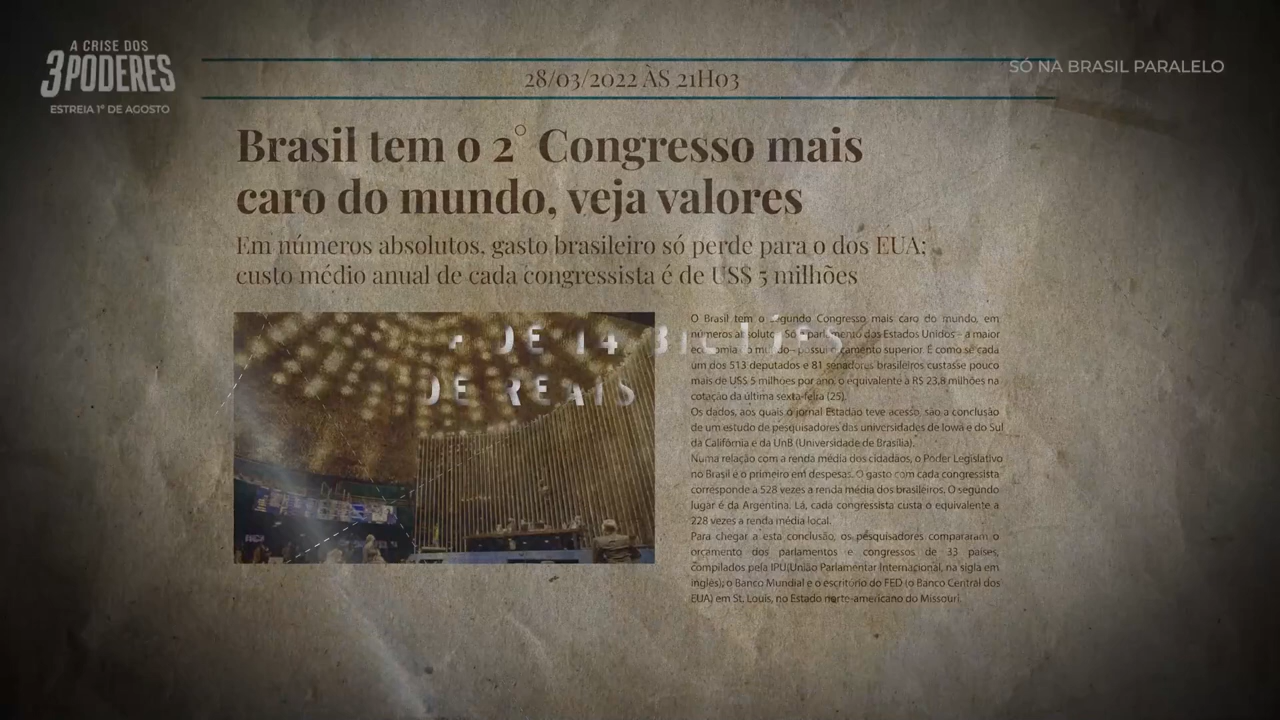 A CRISE DOS
3 PODERES
ESTREIA 1º DE AGOSTO
SÓ NA BRASIL PARALELO
28/03/2022 ÀS 21H03
Brasil tem o 2° Congresso mais
caro do mundo, veja valores
Em números absolutos, gasto brasileiro só perde para o dos EUA;
custo médio anual de cada congressista é de US$ 5 milhões
DE 14 BILHÕES
DE REAIS
O Brasil tem o segundo Congresso mais caro do mundo, em
números absolutos. Só o parlamento dos Estados Unidos – a maior
economia do mundo – possui orçamento superior. É como se cada
um dos 513 deputados e 81 senadores brasileiros custasse pouco
mais de US$ 5 milhões por ano, o equivalente a R$ 23,8 milhões na
cotação da última sexta-feira (25).
Os dados, aos quais o jornal Estadão teve acesso, são a conclusão
de um estudo de pesquisadores das universidades de Iowa e do Sul
da Califórnia e da UnB (Universidade de Brasília).
Numa relação com a renda média dos cidadãos, o Poder Legislativo
no Brasil é o primeiro em despesas. O gasto com cada congressista
corresponde a 528 vezes a renda média dos brasileiros. O segundo
lugar é da Argentina. Lá, cada congressista custa o equivalente a
228 vezes a renda média local.
Para chegar a esta conclusão, os pesquisadores compararam o
orçamento dos parlamentos e congressos de 33 países,
compilados pela IPU(União Parlamentar Internacional, na sigla em
inglês); o Banco Mundial e o escritório do FED (o Banco Central dos
EUA) em St. Louis, no Estado norte-americano do Missouri.